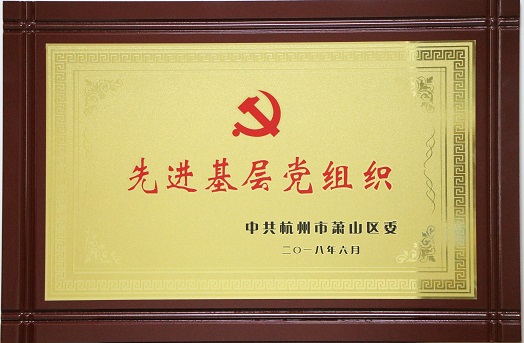 先进基层党组织
中共杭州市萧山区委
二〇一八年六月